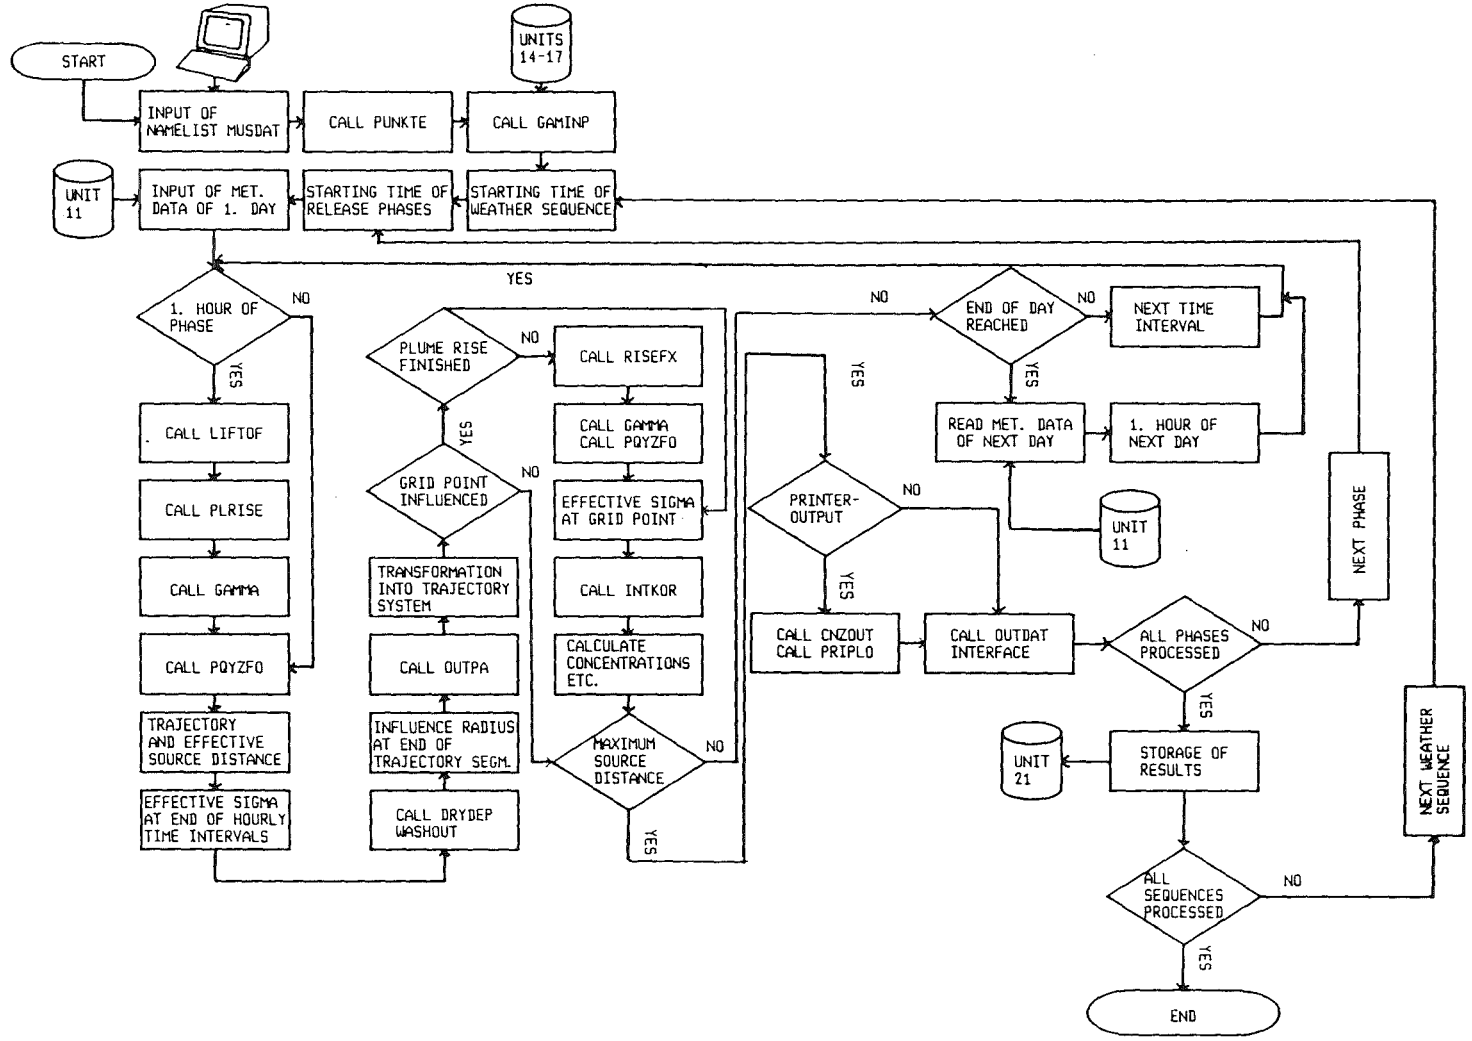 START
UNITS
14-17
INPUT OF
NAMELIST MUSDAT
CALL PUNKTE
CALL GAMINP
UNIT
11
INPUT OF MET.
DATA OF 1. DAY
STARTING TIME OF
RELEASE PHASES
STARTING TIME OF
WEATHER SEQUENCE
YES
1. HOUR OF
PHASE
NO
YES
CALL LIFTOF
CALL PLRISE
CALL GAMMA
CALL PQYZFO
TRAJECTORY
AND EFFECTIVE
SOURCE DISTANCE
EFFECTIVE SIGMA
AT END OF HOURLY
TIME INTERVALS
PLUME RISE
FINISHED
NO
YES
GRID POINT
INFLUENCED
NO
TRANSFORMATION
INTO TRAJECTORY
SYSTEM
CALL OUTPA
INFLUENCE RADIUS
AT END OF
TRAJECTORY SEGM.
CALL DRYDEP
WASHOUT
CALL RISEFX
CALL GAMMA
CALL PQYZFO
EFFECTIVE SIGMA
AT GRID POINT
CALL INTKOR
CALCULATE
CONCENTRATIONS
ETC.
MAXIMUM
SOURCE
DISTANCE
NO
YES
NO
END OF DAY
REACHED
NO
NEXT TIME
INTERVAL
YES
YES
READ MET. DATA
OF NEXT DAY
1. HOUR OF
NEXT DAY
UNIT
11
PRINTER-
OUTPUT
NO
YES
CALL CNZOUT
CALL PRIPLO
CALL OUTDAT
INTERFACE
ALL PHASES
PROCESSED
NO
NEXT PHASE
YES
UNIT
21
STORAGE OF
RESULTS
NEXT WEATHER
SEQUENCE
ALL
SEQUENCES
PROCESSED
NO
YES
END